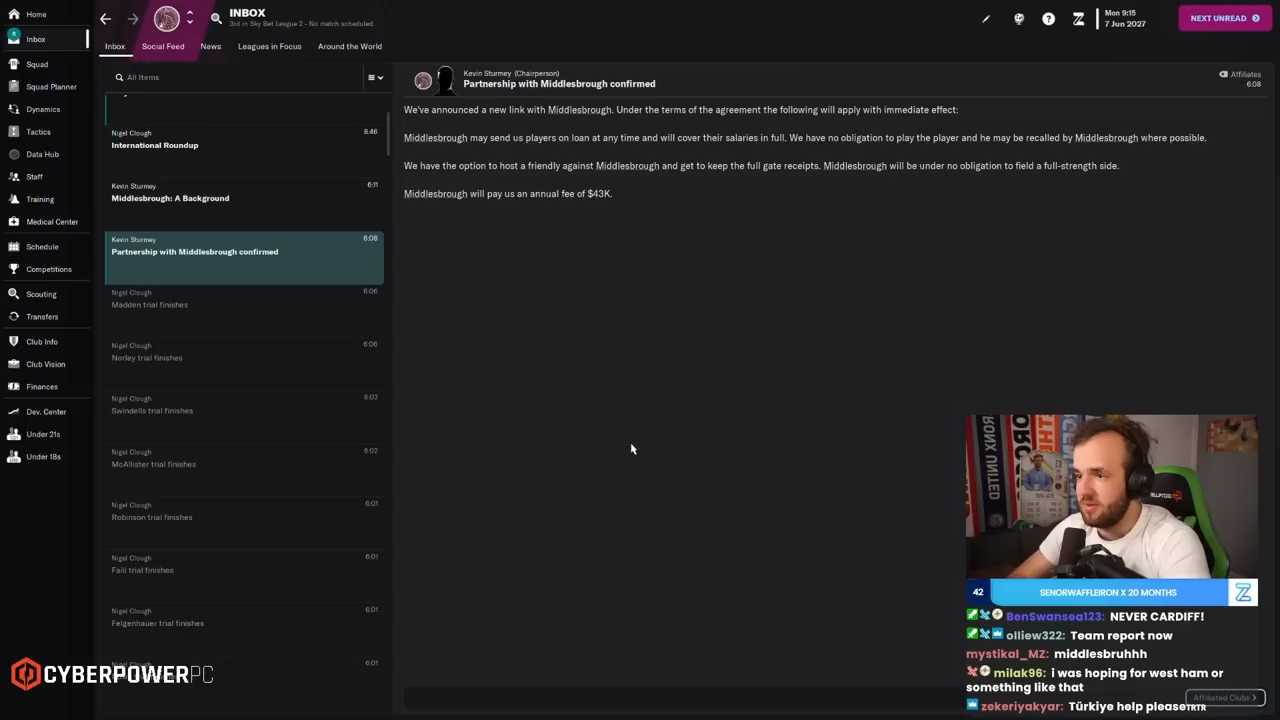 INBOX
3rd in Sky Bet League 2 - No match scheduled.
Mon 9:15
7 Jun 2027
NEXT UNREAD
Home
Inbox
Squad
Squad Planner
Dynamics
Tactics
Data Hub
Staff
Training
Medical Center
Schedule
Competitions
Scouting
Transfers
Club Info
Club Vision
Finances
Dev. Center
Under 21s
Under 18s
Inbox
Social Feed
News
Leagues in Focus
Around the World
All Items
Nigel Clough 8:46
International Roundup
Kevin Sturmey 6:11
Middlesbrough: A Background
Kevin Sturmey 6:08
Partnership with Middlesbrough confirmed
Nigel Clough 6:06
Madden trial finishes
Nigel Clough 6:06
Norley trial finishes
Nigel Clough 6:03
Swindells trial finishes
Nigel Clough 6:02
McAllister trial finishes
Nigel Clough 6:01
Robinson trial finishes
Nigel Clough 6:01
Faili trial finishes
Nigel Clough 6:01
Felgenhauer trial finishes
6:01
Kevin Sturmey (Chairperson)
Partnership with Middlesbrough confirmed
Affiliates
6:08
We've announced a new link with Middlesbrough. Under the terms of the agreement the following will apply with immediate effect:
Middlesbrough may send us players on loan at any time and will cover their salaries in full. We have no obligation to play the player and he may be recalled by Middlesbrough where possible.
We have the option to host a friendly against Middlesbrough and get to keep the full gate receipts. Middlesbrough will be under no obligation to field a full-strength side.
Middlesbrough will pay us an annual fee of $43K.
42 SENORWAFFLEIRON X 20 MONTHS
BenSwansea123: NEVER CARDIFF!
olliew322: Team report now
mystikal_MZ: middlesbruhhh
milak96: i was hoping for west ham or
something like that
zekeriyakyar: Türkiye help pleaseTRTR
Affiliated Clubs
CYBERPOWERPC